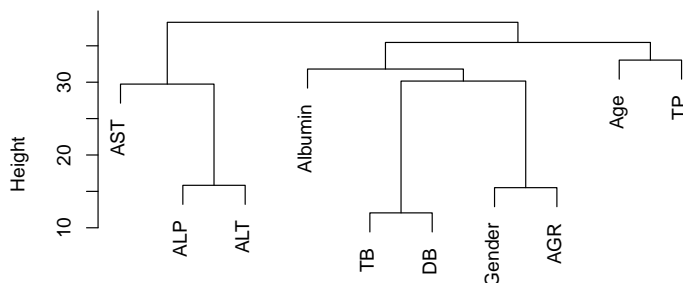 Height
30
20
10
AST
ALP
ALT
Albumin
TB
DB
Gender
AGR
Age
TP